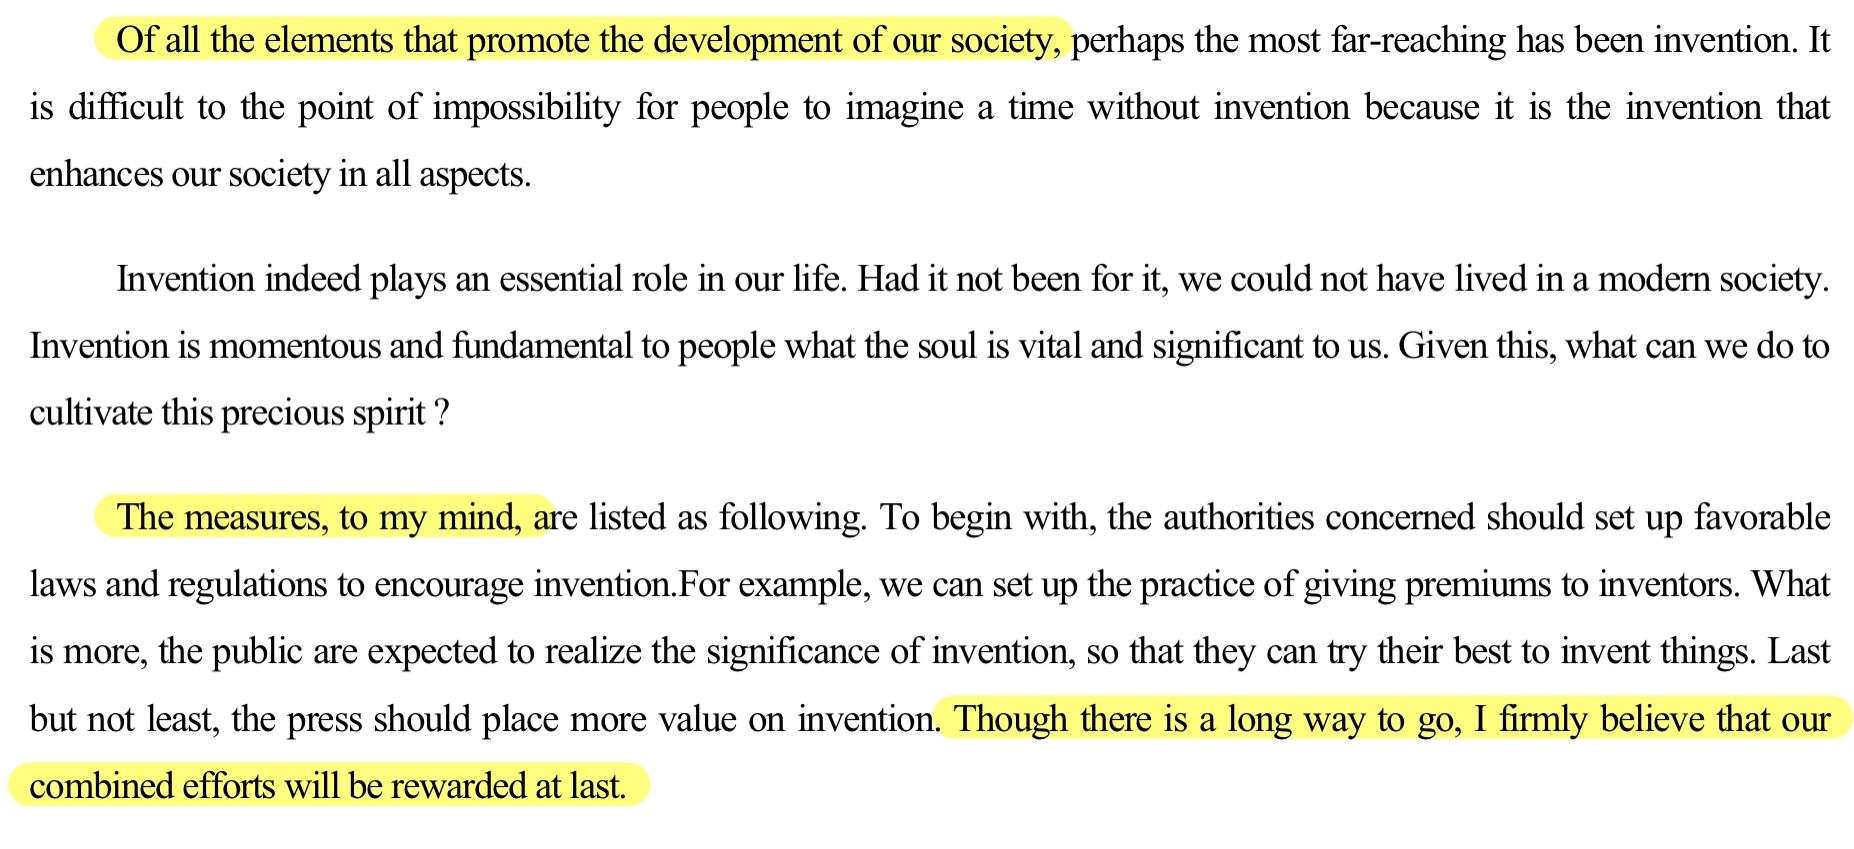 Of all the elements that promote the development of our society, perhaps the most far-reaching has been invention. It
is difficult to the point of impossibility for people to imagine a time without invention because it is the invention that
enhances our society in all aspects.
Invention indeed plays an essential role in our life. Had it not been for it, we could not have lived in a modern society.
Invention is momentous and fundamental to people what the soul is vital and significant to us. Given this, what can we do to
cultivate this precious spirit ?
The measures, to my mind, are listed as following. To begin with, the authorities concerned should set up favorable
laws and regulations to encourage invention.For example, we can set up the practice of giving premiums to inventors. What
is more, the public are expected to realize the significance of invention, so that they can try their best to invent things. Last
but not least, the press should place more value on invention. Though there is a long way to go, I firmly believe that our
combined efforts will be rewarded at last.